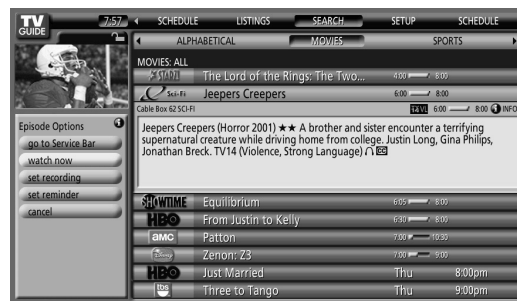 TV GUIDE 7:57 SCHEDULE LISTINGS SEARCH SETUP SCHEDULE
ALPHABETICAL MOVIES SPORTS
MOVIES: ALL
STARZ! The Lord of the Rings: The Two... 4:00 8:00
Sci-Fi Jeepers Creepers 6:00 8:00
Cable Box 62 SCI-FI 14 VL 6:00 8:00 INFO
Jeepers Creepers (Horror 2001) ★★ A brother and sister encounter a terrifying
supernatural creature while driving home from college. Justin Long, Gina Philips,
Jonathan Breck. TV14 (Violence, Strong Language) CC
Episode Options
go to Service Bar
watch now
set recording
set reminder
cancel
SHOWTIME Equilibrium 6:05 8:00
HBO From Justin to Kelly 6:30 8:00
amc Patton 7:00 10:30
Disney Zenon: Z3 7:00 9:00
HBO Just Married Thu 8:00pm
tbs Three to Tango Thu 9:00pm